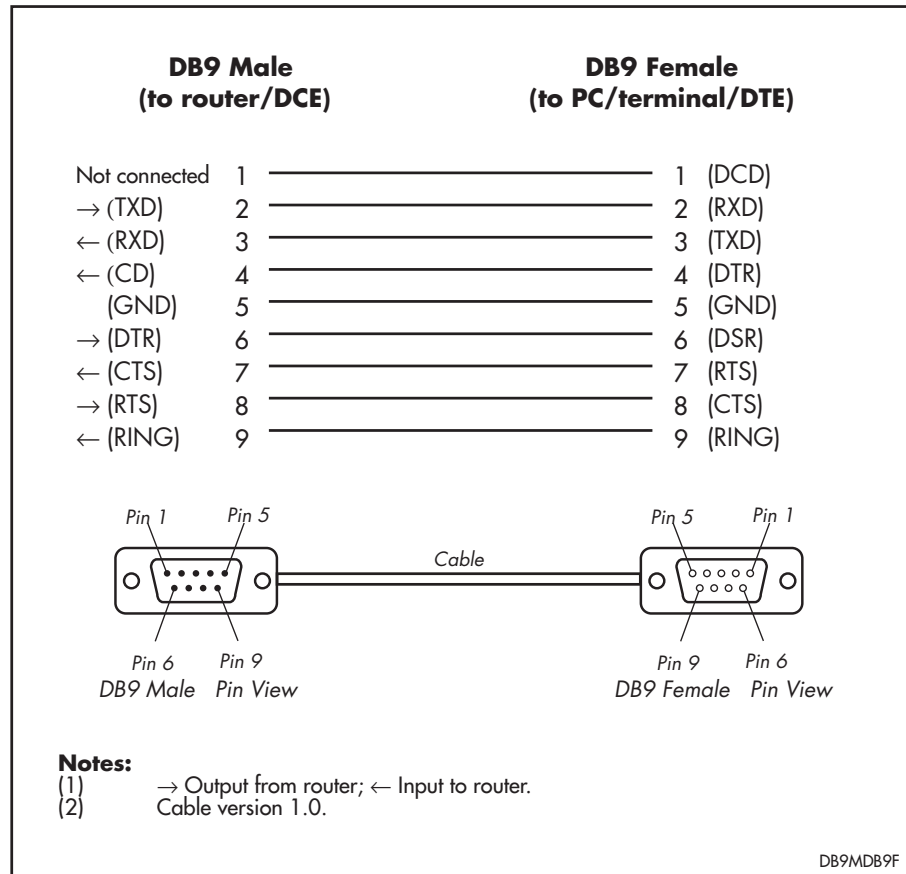 DB9 Male DB9 Female
(to router/DCE) (to PC/terminal/DTE)
Not connected 1 1 (DCD)
→ (TXD) 2 2 (RXD)
← (RXD) 3 3 (TXD)
← (CD) 4 4 (DTR)
(GND) 5 5 (GND)
→ (DTR) 6 6 (DSR)
← (CTS) 7 7 (RTS)
→ (RTS) 8 8 (CTS)
← (RING) 9 9 (RING)
Pin 1 Pin 5 Pin 5 Pin 1
Cable
Pin 6 Pin 9 Pin 9 Pin 6
DB9 Male Pin View DB9 Female Pin View
Notes:
(1) → Output from router; ← Input to router.
(2) Cable version 1.0.
DB9MDB9F